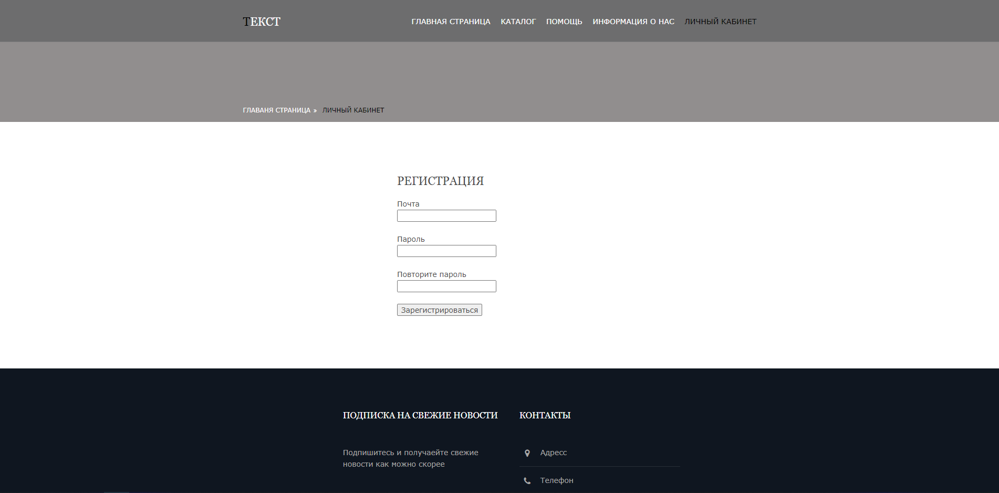 ТЕКСТ
ГЛАВНАЯ СТРАНИЦА КАТАЛОГ ПОМОЩЬ ИНФОРМАЦИЯ О НАС ЛИЧНЫЙ КАБИНЕТ
ГЛАВАНЯ СТРАНИЦА » ЛИЧНЫЙ КАБИНЕТ
РЕГИСТРАЦИЯ
Почта
Пароль
Повторите пароль
Зарегистрироваться
ПОДПИСКА НА СВЕЖИЕ НОВОСТИ
Подпишитесь и получаейте свежие
новости как можно скорее
КОНТАКТЫ
Адресс
Телефон